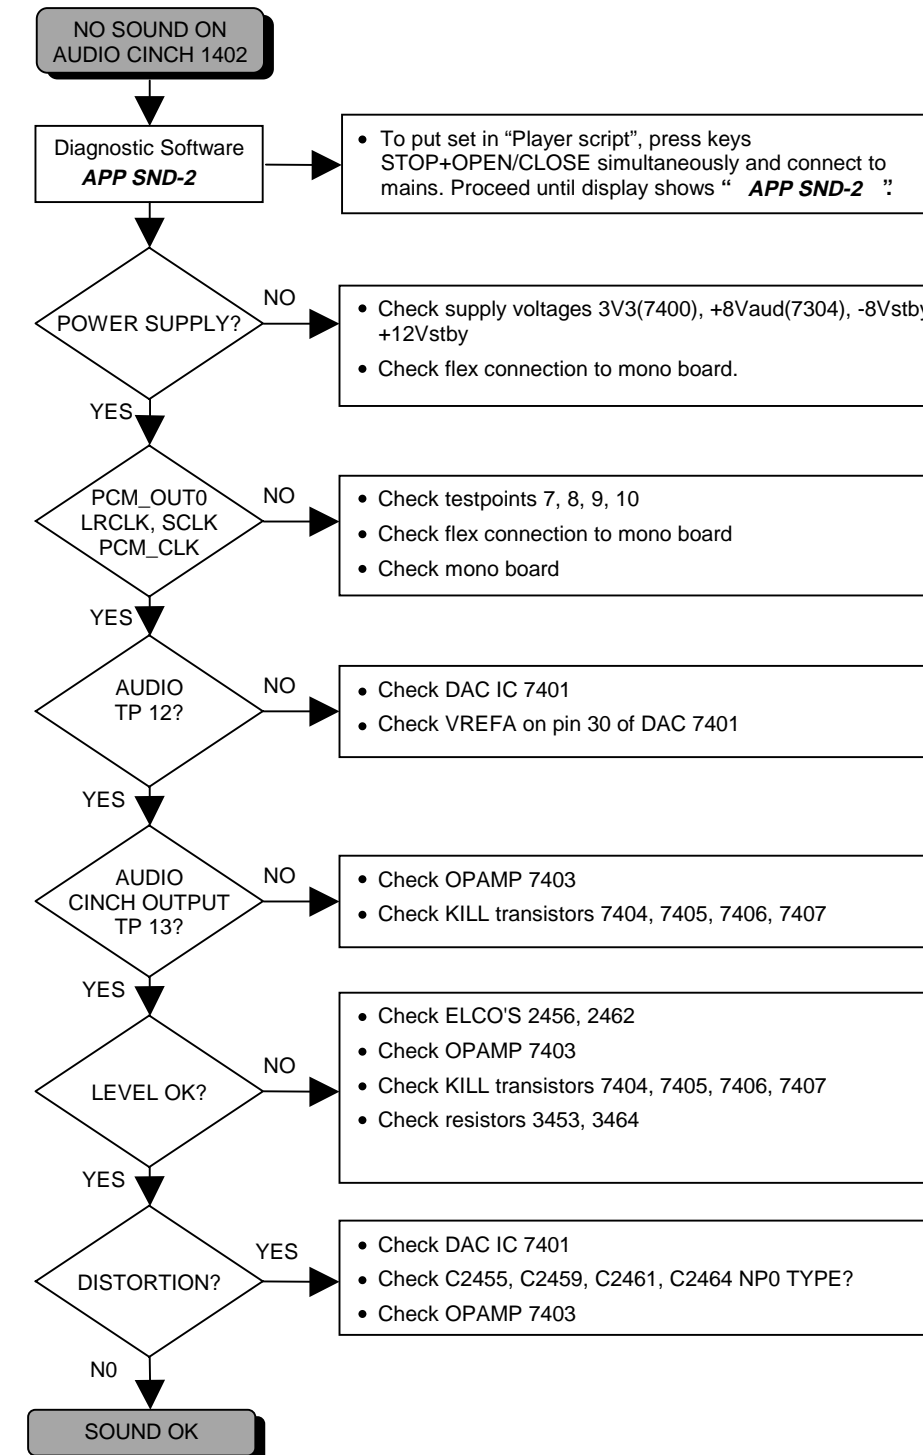 NO SOUND ON
AUDIO CINCH 1402
Diagnostic Software
APP SND-2
• To put set in “Player script”, press keys
STOP+OPEN/CLOSE simultaneously and connect to
mains. Proceed until display shows “ APP SND-2 ”.
POWER SUPPLY?
NO
• Check supply voltages 3V3(7400), +8Vaud(7304), -8Vstby
+12Vstby
• Check flex connection to mono board.
YES
PCM_OUT0
LRCLK, SCLK
PCM_CLK
NO
• Check testpoints 7, 8, 9, 10
• Check flex connection to mono board
• Check mono board
YES
AUDIO
TP 12?
NO
• Check DAC IC 7401
• Check VREFA on pin 30 of DAC 7401
YES
AUDIO
CINCH OUTPUT
TP 13?
NO
• Check OPAMP 7403
• Check KILL transistors 7404, 7405, 7406, 7407
YES
LEVEL OK?
NO
• Check ELCO'S 2456, 2462
• Check OPAMP 7403
• Check KILL transistors 7404, 7405, 7406, 7407
• Check resistors 3453, 3464
YES
DISTORTION?
YES
• Check DAC IC 7401
• Check C2455, C2459, C2461, C2464 NP0 TYPE?
• Check OPAMP 7403
N0
SOUND OK